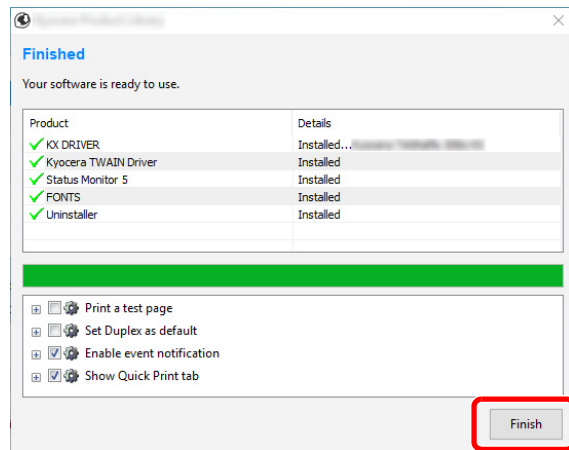 Finished
Your software is ready to use.
Product Details
KX DRIVER Installed...
Kyocera TWAIN Driver Installed
Status Monitor 5 Installed
FONTS Installed
Uninstaller Installed
Print a test page
Set Duplex as default
Enable event notification
Show Quick Print tab
Finish